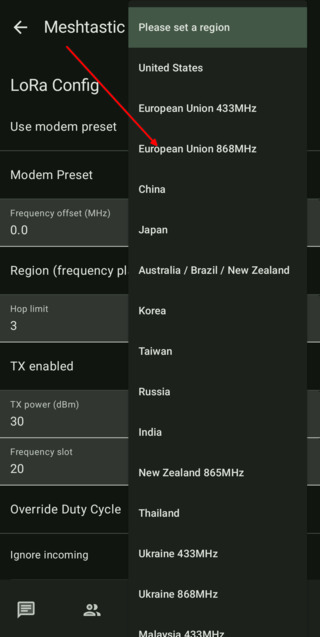 Meshtastic
LoRa Config
Use modem preset
Modem Preset
Frequency offset (MHz)
0.0
Region (frequency pl
Hop limit
3
TX enabled
TX power (dBm)
30
Frequency slot
20
Override Duty Cycle
Ignore incoming
Please set a region
United States
European Union 433MHz
European Union 868MHz
China
Japan
Australia / Brazil / New Zealand
Korea
Taiwan
Russia
India
New Zealand 865MHz
Thailand
Ukraine 433MHz
Ukraine 868MHz
Malaysia 433MHz